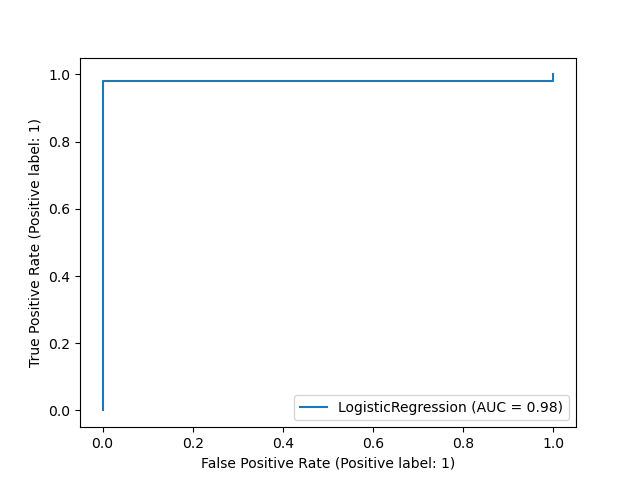 1.0
0.8
0.6
0.4
0.2
0.0
True Positive Rate (Positive label: 1)
LogisticRegression (AUC = 0.98)
0.0 0.2 0.4 0.6 0.8 1.0
False Positive Rate (Positive label: 1)